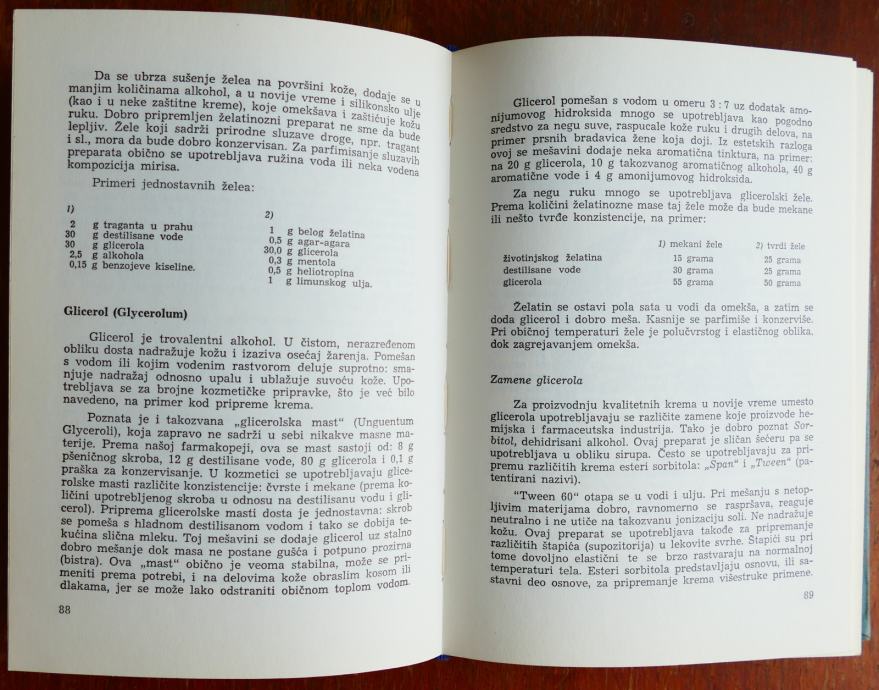 Da se ubrza sušenje želea na površini kože, dodaje se u
manjim količinama alkohol, a u novije vreme i silikonsko ulje
(kao i u neke zaštitne kreme), koje omekšava i zaštićuje kožu
ruku. Dobro pripremljen želatinozni preparat ne sme da bude
lepljiv. Žele koji sadrži prirodne sluzave droge, npr. tragant
i sl., mora da bude dobro konzervisan. Za parfimisanje sluzavih
preparata obično se upotrebljava ružina voda ili neka vodena
kompozicija mirisa.
Primeri jednostavnih želea:
1)
2 g traganta u prahu
30 g destilisane vode
30 g glicerola
2,5 g alkohola
0,15 g benzojeve kiseline.
2)
1 g belog želatina
0,5 g agar-agara
30,0 g glicerola
0,3 g mentola
0,5 g heliotropina
1 g limunskog ulja.
Glicerol (Glycerolum)
Glicerol je trovalentni alkohol. U čistom, nerazređenom
obliku dosta nadražuje kožu i izaziva osećaj žarenja. Pomešan
s vodom ili kojim vodenim rastvorom deluje suprotno: sma-
njuje nadražaj odnosno upalu i ublažuje suvoću kože. Upo-
trebljava se za brojne kozmetičke pripravke, što je već bilo
navedeno, na primer kod pripreme krema.
Poznata je i takozvana „glicerolska mast“ (Unguentum
Glyceroli), koja zapravo ne sadrži u sebi nikakve masne ma-
terije. Prema našoj farmakopeji, ova se mast sastoji od: 8 g
pšeničnog skroba, 12 g destilisane vode, 80 g glicerola i 0,1 g
praška za konzervisanje. U kozmetici se upotrebljavaju glice-
rolske masti različite konzistencije: čvrste i mekane (prema ko-
ličini upotrebljenog skroba u odnosu na destilisanu vodu i gli-
cerol). Priprema glicerolske masti dosta je jednostavna: skrob
se pomeša s hladnom destilisanom vodom i tako se dobija te-
kućina slična mleku. Toj mešavini se dodaje glicerol uz stalno
dobro mešanje dok masa ne postane gušća i potpuno prozirna
(bistra). Ova „mast“ obično je veoma stabilna, može se pri-
meniti prema potrebi, i na delovima kože obraslim kosom ili
dlakama, jer se može lako odstraniti običnom toplom vodom.
88
Glicerol pomešan s vodom u omeru 3 : 7 uz dodatak amo-
nijumovog hidroksida mnogo se upotrebljava kao pogodno
sredstvo za negu suve, raspucale kože ruku i drugih delova, na
primer prsnih bradavica žene koja doji. Iz estetskih razloga
ovoj se mešavini dodaje neka aromatična tinktura, na primer:
na 20 g glicerola, 10 g takozvanog aromatičnog alkohola, 40 g
aromatične vode i 4 g amonijumovog hidroksida.
Za negu ruku mnogo se upotrebljava glicerolski žele.
Prema količini želatinozne mase taj žele može da bude mekane
ili nešto tvrđe konzistencije, na primer:
1) mekani žele 2) tvrdi žele
životinjskog želatina 15 grama 25 grama
destilisane vode 30 grama 25 grama
glicerola 55 grama 50 grama
Želatin se ostavi pola sata u vodi da omekša, a zatim se
doda glicerol i dobro meša. Kasnije se parfimiše i konzerviše.
Pri običnoj temperaturi žele je polučvrstog i elastičnog oblika,
dok zagrejavanjem omekša.
Zamene glicerola
Za proizvodnju kvalitetnih krema u novije vreme umesto
glicerola upotrebljavaju se različite zamene koje proizvode he-
mijska i farmaceutska industrija. Tako je dobro poznat Sor-
bitol, dehidrisani alkohol. Ovaj preparat je sličan šećeru pa se
upotrebljava u obliku sirupa. Često se upotrebljavaju za pri-
premu različitih krema esteri sorbitola: „Span“ i „Tween“ (pa-
tentirani nazivi).
“Tween 60” otapa se u vodi i ulju. Pri mešanju s netop-
ljivim materijama dobro, ravnomerno se raspršava, reaguje
neutralno i ne utiče na takozvanu jonizaciju soli. Ne nadražuje
kožu. Ovaj preparat se upotrebljava takođe za pripremanje
različitih štapića (supozitorija) u lekovite svrhe. Štapići su pri
tome dovoljno elastični te se brzo rastvaraju na normalnoj
temperaturi tela. Esteri sorbitola predstavljaju osnovu, ili sa-
stavni deo osnove, za pripremanje krema višestruke primene.
89